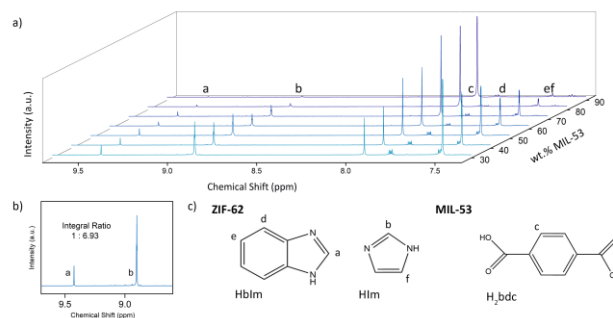 a)
a
b
c
d
ef
Intensity (a.u.)
9.5
9.0
8.5
8.0
7.5
Chemical Shift (ppm)
30
40
50
60
70
80
90
wt.% MIL-53
b)
Integral Ratio
1 : 6.93
a
b
9.5
9.0
Chemical Shift (ppm)
Intensity (a.u.)
c)
ZIF-62
MIL-53
d
e
a
N
NH
HbIm
b
N
NH
f
HIm
c
HO
O
O
H₂bdc